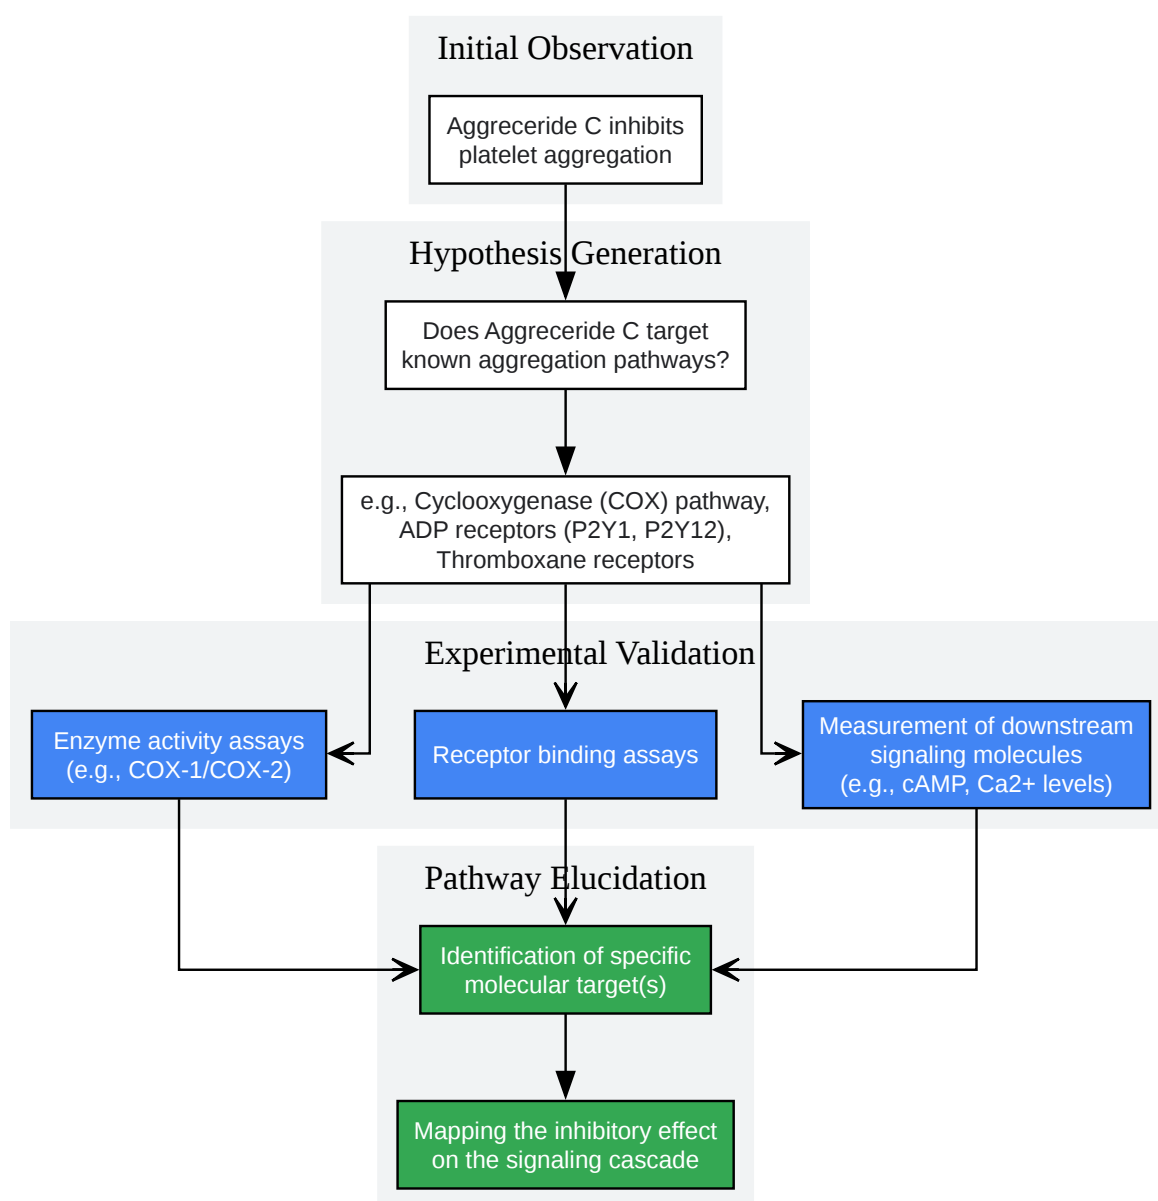 Initial Observation
Aggreceride C inhibits
platelet aggregation
Hypothesis Generation
Does Aggreceride C target
known aggregation pathways?
e.g., Cyclooxygenase (COX) pathway,
ADP receptors (P2Y1, P2Y12),
Thromboxane receptors
Experimental Validation
Enzyme activity assays
(e.g., COX-1/COX-2)
Receptor binding assays
Measurement of downstream
signaling molecules
(e.g., cAMP, Ca2+ levels)
Pathway Elucidation
Identification of specific
molecular target(s)
Mapping the inhibitory effect
on the signaling cascade